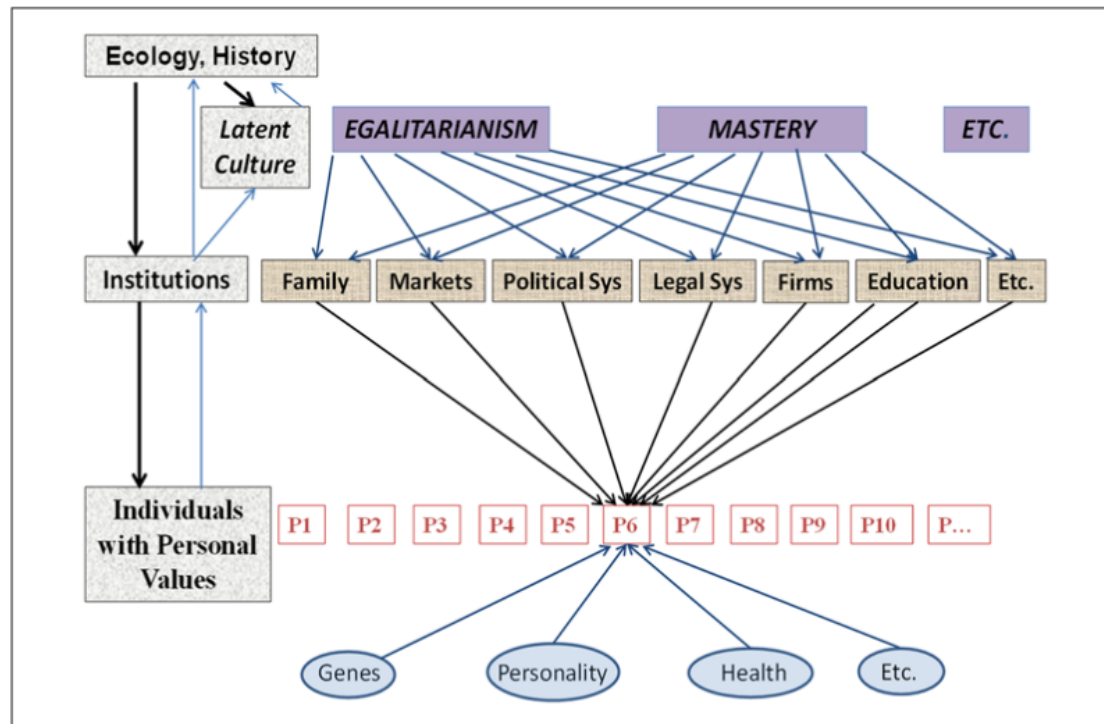 Ecology, History
Latent
Culture
EGALITARIANISM
MASTERY
ETC.
Institutions
Family
Markets
Political Sys
Legal Sys
Firms
Education
Etc.
Individuals
with Personal
Values
P1
P2
P3
P4
P5
P6
P7
P8
P9
P10
P...
Genes
Personality
Health
Etc.